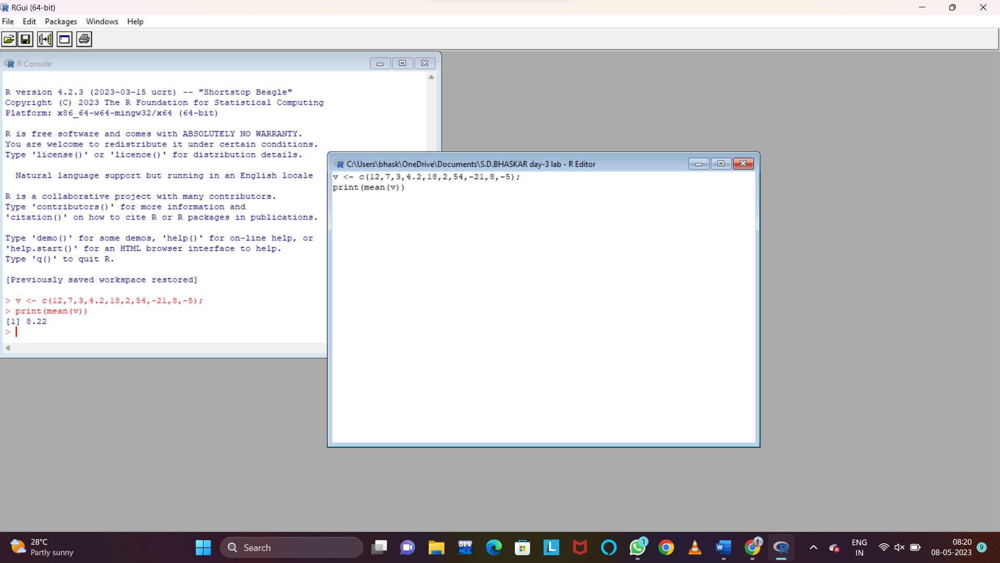 RGui (64-bit)
File Edit Packages Windows Help
R Console
R version 4.2.3 (2023-03-15 ucrt) -- "Shortstop Beagle"
Copyright (C) 2023 The R Foundation for Statistical Computing
Platform: x86_64-w64-mingw32/x64 (64-bit)
R is free software and comes with ABSOLUTELY NO WARRANTY.
You are welcome to redistribute it under certain conditions.
Type 'license()' or 'licence()' for distribution details.
Natural language support but running in an English locale
R is a collaborative project with many contributors.
Type 'contributors()' for more information and
'citation()' on how to cite R or R packages in publications.
Type 'demo()' for some demos, 'help()' for on-line help, or
'help.start()' for an HTML browser interface to help.
Type 'q()' to quit R.
[Previously saved workspace restored]
> v <- c(12,7,3,4.2,18,2,54,-21,8,-5);
> print(mean(v))
[1] 8.22
>
C:\Users\bhask\OneDrive\Documents\S.D.BHASKAR day-3 lab - R Editor
v <- c(12,7,3,4.2,18,2,54,-21,8,-5);
print(mean(v))
28°C
Partly sunny
Search
DEV
C++
L
1
W
R
ENG
IN
08:20
08-05-2023
9